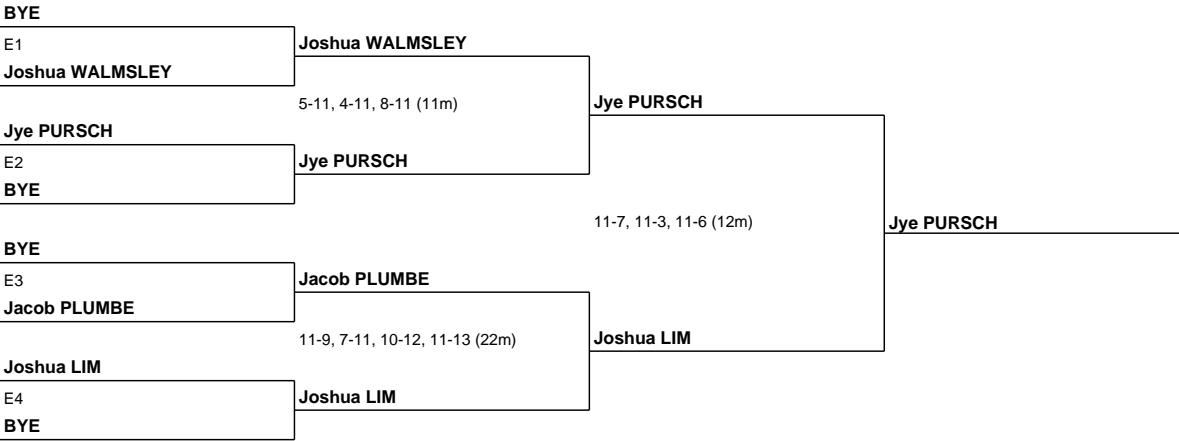 BYE
E1
Joshua WALMSLEY
Joshua WALMSLEY
5-11, 4-11, 8-11 (11m)
Jye PURSCH
Jye PURSCH
E2
BYE
Jye PURSCH
11-7, 11-3, 11-6 (12m)
Jye PURSCH
BYE
E3
Jacob PLUMBE
Jacob PLUMBE
11-9, 7-11, 10-12, 11-13 (22m)
Joshua LIM
Joshua LIM
E4
BYE
Joshua LIM